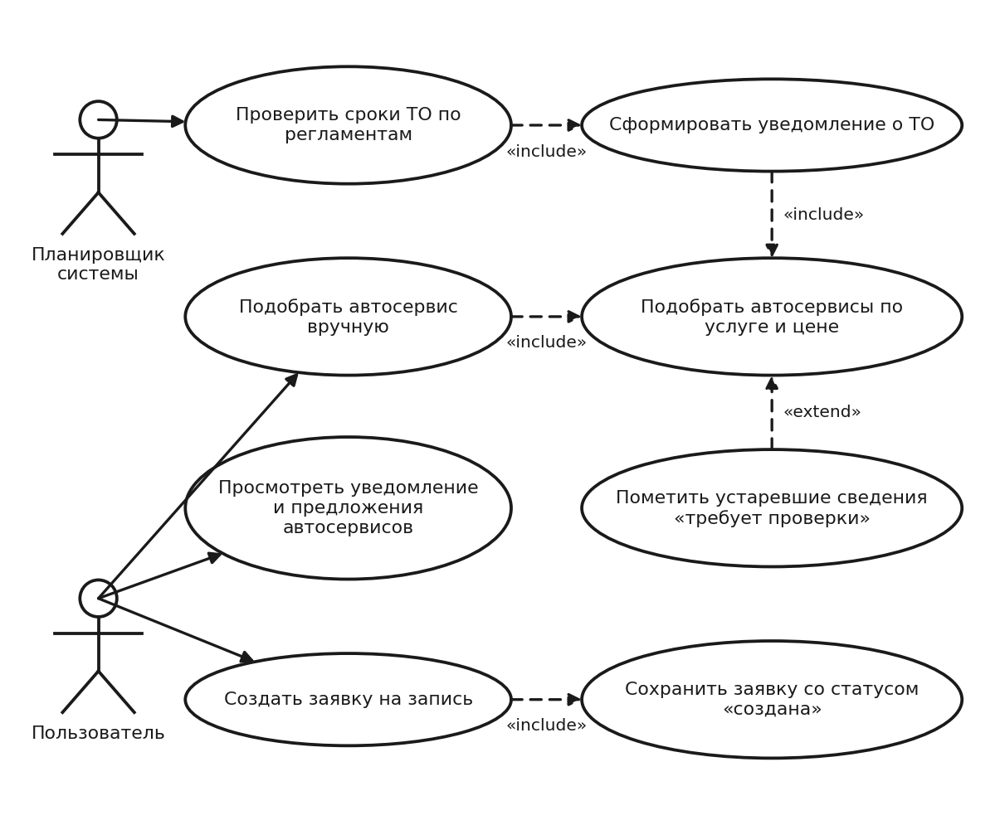 Проверить сроки ТО по
регламентам
«include»
Сформировать уведомление о ТО
Планировщик
системы
«include»
Подобрать автосервис
вручную
«include»
Подобрать автосервисы по
услуге и цене
«extend»
Просмотреть уведомление
и предложения
автосервисов
Пометить устаревшие сведения
«требует проверки»
Пользователь
Создать заявку на запись
«include»
Сохранить заявку со статусом
«создана»